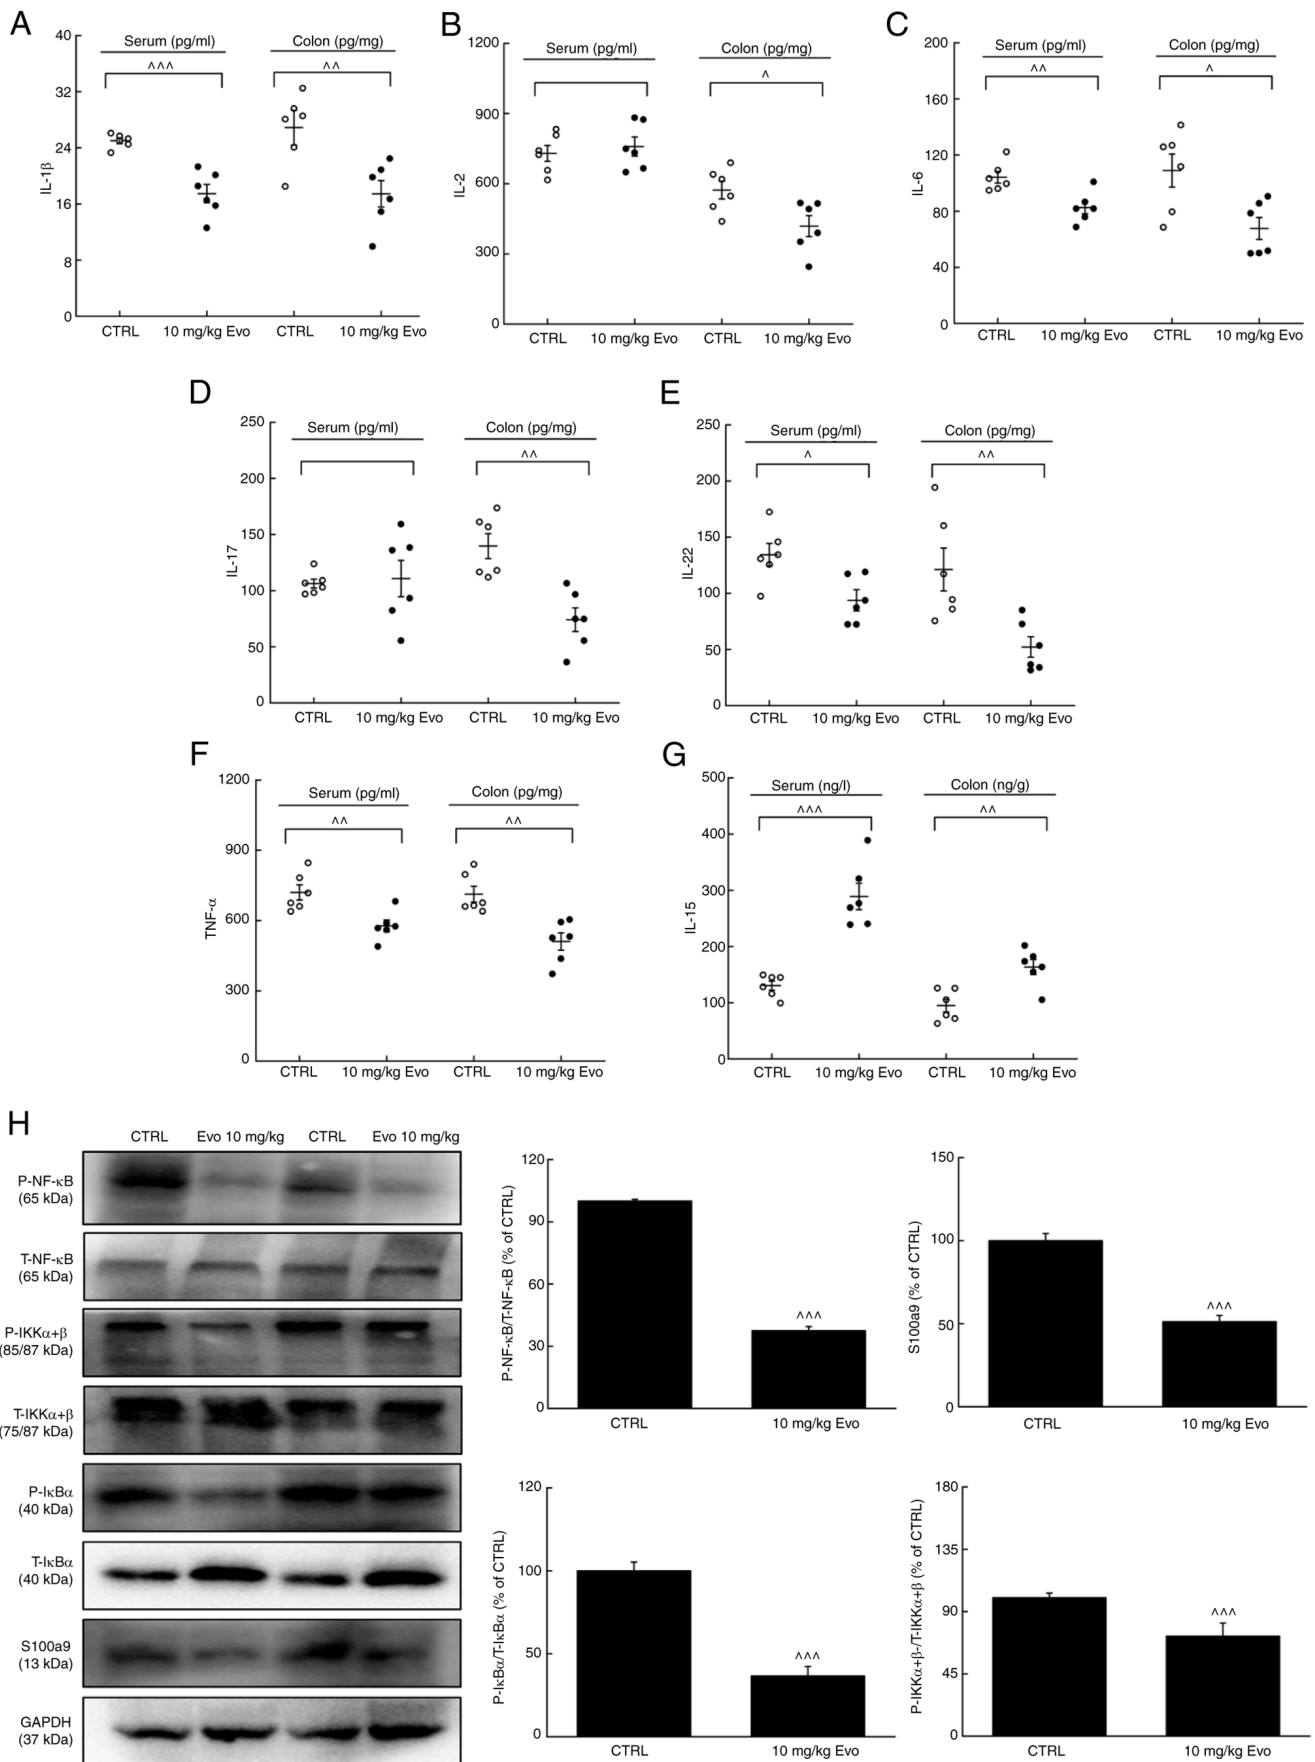 A
IL-1β
40
32
24
16
8
0
Serum (pg/ml)
Colon (pg/mg)
^^^
^^
CTRL
10 mg/kg Evo
CTRL
10 mg/kg Evo
B
IL-2
1200
900
600
300
0
Serum (pg/ml)
Colon (pg/mg)
^
CTRL
10 mg/kg Evo
CTRL
10 mg/kg Evo
C
IL-6
200
160
120
80
40
0
Serum (pg/ml)
Colon (pg/mg)
^^
^
CTRL
10 mg/kg Evo
CTRL
10 mg/kg Evo
D
IL-17
250
200
150
100
50
0
Serum (pg/ml)
Colon (pg/mg)
^^
CTRL
10 mg/kg Evo
CTRL
10 mg/kg Evo
E
IL-22
250
200
150
100
50
0
Serum (pg/ml)
Colon (pg/mg)
^
^^
CTRL
10 mg/kg Evo
CTRL
10 mg/kg Evo
F
TNF-α
1200
900
600
300
0
Serum (pg/ml)
Colon (pg/mg)
^^
^^
CTRL
10 mg/kg Evo
CTRL
10 mg/kg Evo
G
IL-15
500
400
300
200
100
0
Serum (ng/l)
Colon (ng/g)
^^^
^^
CTRL
10 mg/kg Evo
CTRL
10 mg/kg Evo
H
CTRL
Evo 10 mg/kg
CTRL
Evo 10 mg/kg
P-NF-κB
(65 kDa)
T-NF-κB
(65 kDa)
P-IKKα+β
(85/87 kDa)
T-IKKα+β
(75/87 kDa)
P-IκBα
(40 kDa)
T-IκBα
(40 kDa)
S100a9
(13 kDa)
GAPDH
(37 kDa)
P-NF-κB/T-NF-κB (% of CTRL)
120
90
60
30
0
^^^
CTRL
10 mg/kg Evo
S100a9 (% of CTRL)
150
100
50
0
^^^
CTRL
10 mg/kg Evo
P-IκBα/T-IκBα (% of CTRL)
120
100
50
0
^^^
CTRL
10 mg/kg Evo
P-IKKα+β-/T-IKKα+β (% of CTRL)
180
135
90
45
0
^^^
CTRL
10 mg/kg Evo